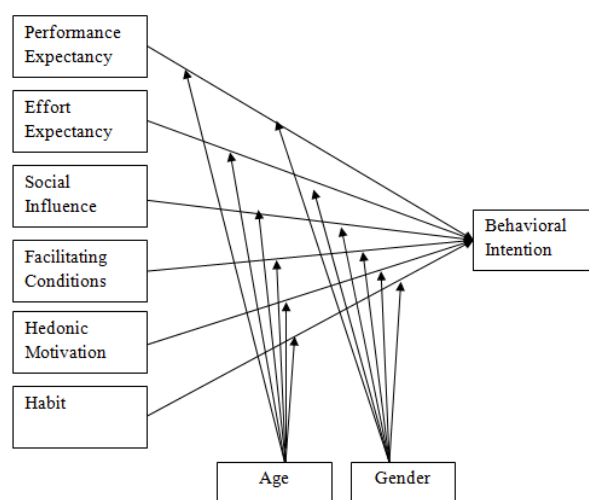 Performance
Expectancy
Effort
Expectancy
Social
Influence
Facilitating
Conditions
Hedonic
Motivation
Habit
Behavioral
Intention
Age
Gender